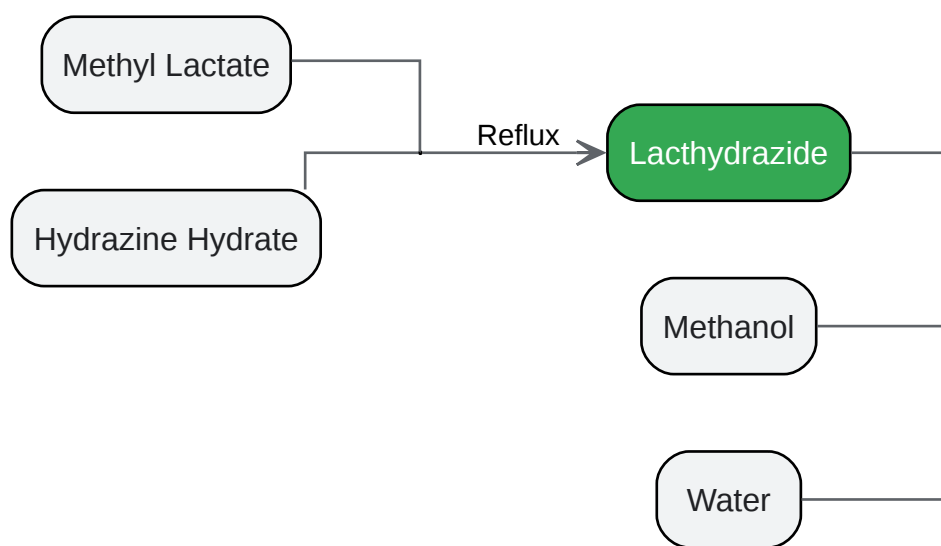 Methyl Lactate
Reflux
Lacthydrazide
Hydrazine Hydrate
Methanol
Water